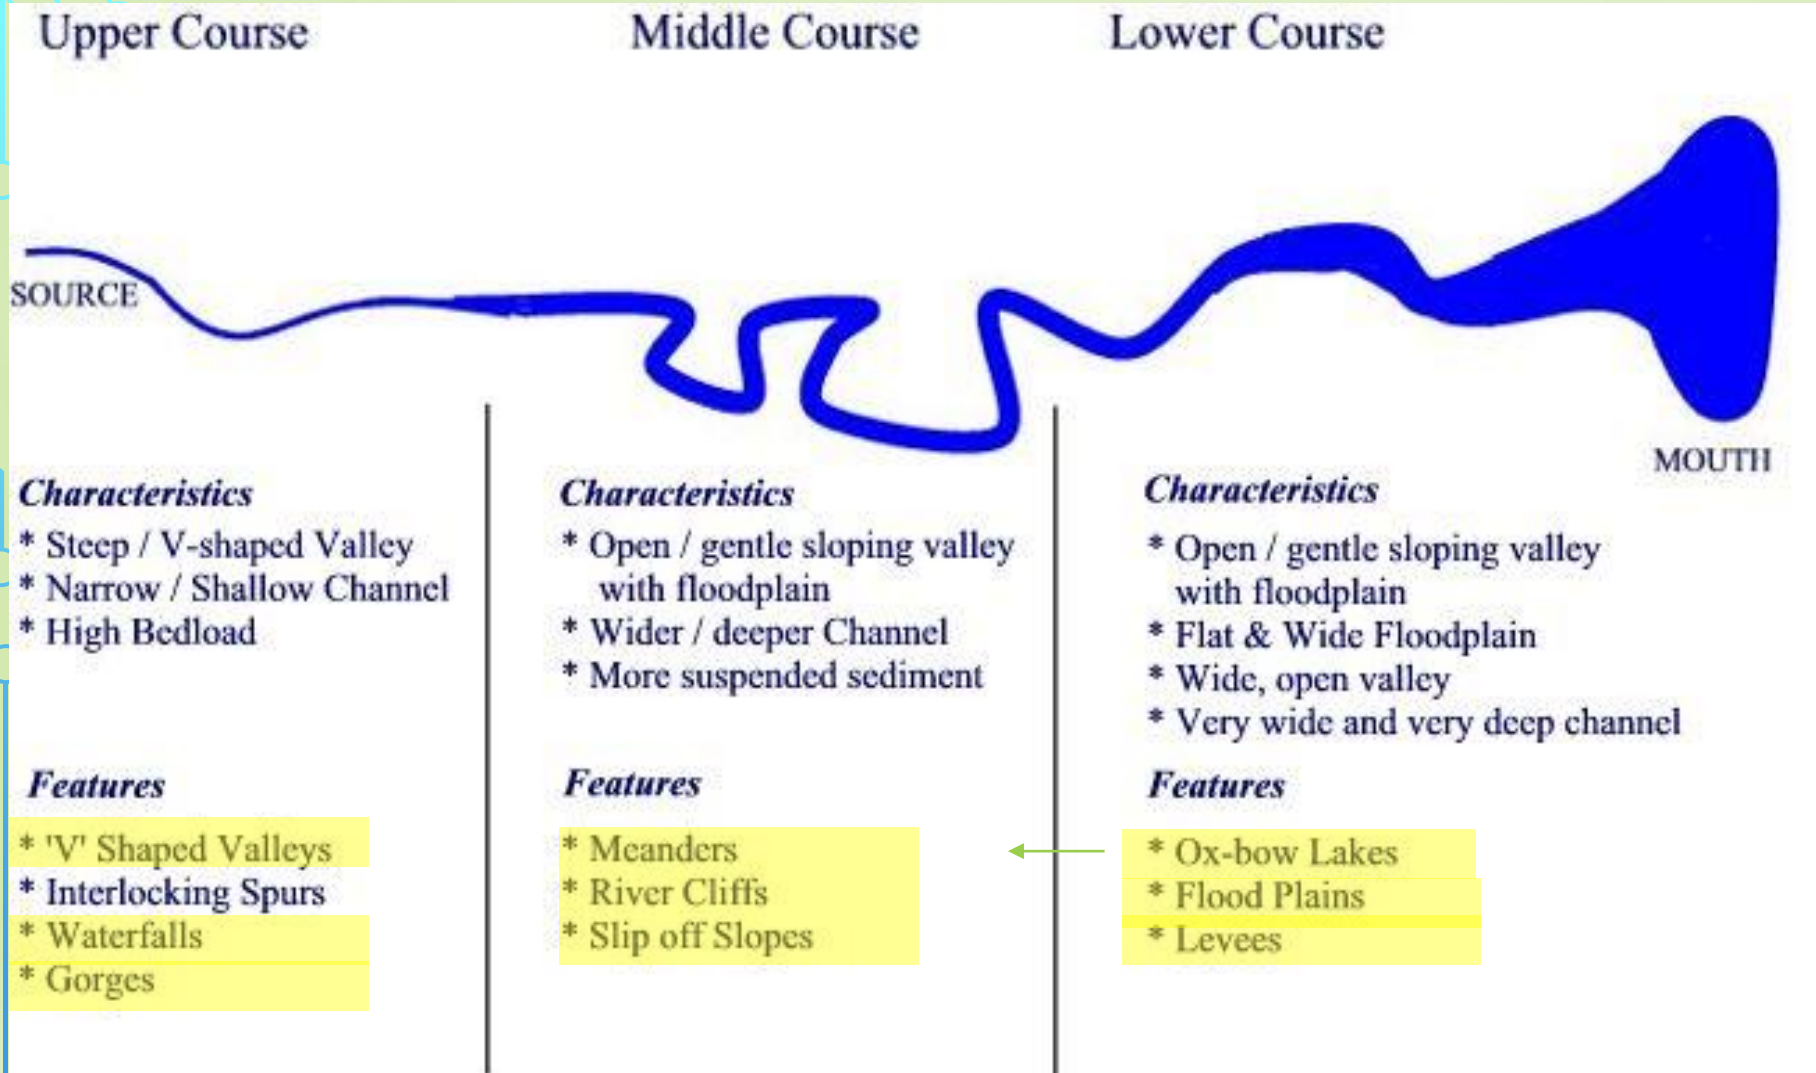 Upper Course
Middle Course
Lower Course
SOURCE
MOUTH
Characteristics
* Steep / V-shaped Valley
* Narrow / Shallow Channel
* High Bedload
Features
* 'V' Shaped Valleys
* Interlocking Spurs
* Waterfalls
* Gorges
Characteristics
* Open / gentle sloping valley
with floodplain
* Wider / deeper Channel
* More suspended sediment
Features
* Meanders
* River Cliffs
* Slip off Slopes
Characteristics
* Open / gentle sloping valley
with floodplain
* Flat & Wide Floodplain
* Wide, open valley
* Very wide and very deep channel
Features
* Ox-bow Lakes
* Flood Plains
* Levees